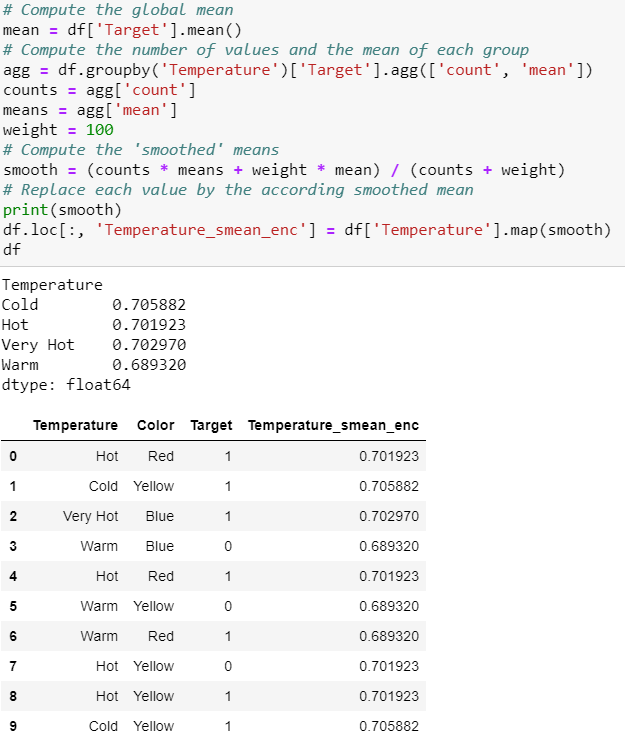 # Compute the global mean
mean = df['Target'].mean()
# Compute the number of values and the mean of each group
agg = df.groupby('Temperature')['Target'].agg(['count', 'mean'])
counts = agg['count']
means = agg['mean']
weight = 100
# Compute the 'smoothed' means
smooth = (counts * means + weight * mean) / (counts + weight)
# Replace each value by the according smoothed mean
print(smooth)
df.loc[:, 'Temperature_smean_enc'] = df['Temperature'].map(smooth)
df
Temperature
Cold 0.705882
Hot 0.701923
Very Hot 0.702970
Warm 0.689320
dtype: float64
Temperature Color Target Temperature_smean_enc
0 Hot Red 1 0.701923
1 Cold Yellow 1 0.705882
2 Very Hot Blue 1 0.702970
3 Warm Blue 0 0.689320
4 Hot Red 1 0.701923
5 Warm Yellow 0 0.689320
6 Warm Red 1 0.689320
7 Hot Yellow 0 0.701923
8 Hot Yellow 1 0.701923
9 Cold Yellow 1 0.705882